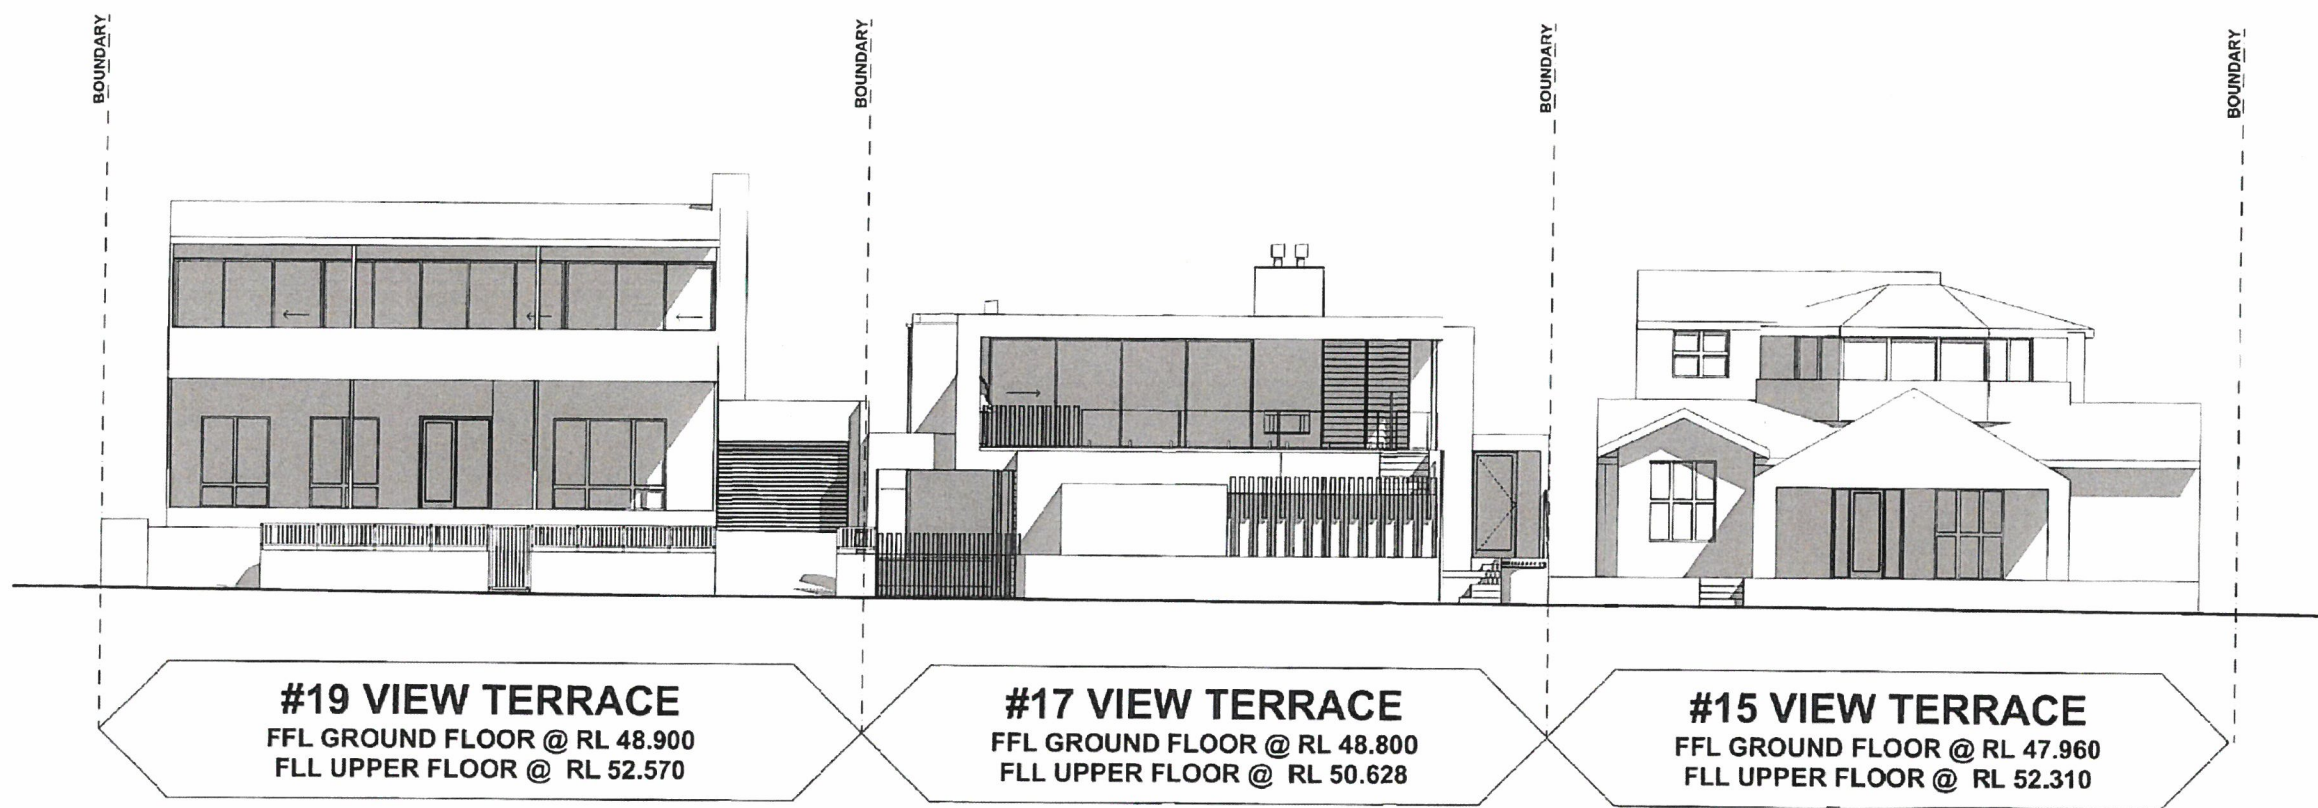 BOUNDARY
BOUNDARY
BOUNDARY
BOUNDARY
#19 VIEW TERRACE
FFL GROUND FLOOR @ RL 48.900
FLL UPPER FLOOR @ RL 52.570
#17 VIEW TERRACE
FFL GROUND FLOOR @ RL 48.800
FLL UPPER FLOOR @ RL 50.628
#15 VIEW TERRACE
FFL GROUND FLOOR @ RL 47.960
FLL UPPER FLOOR @ RL 52.310